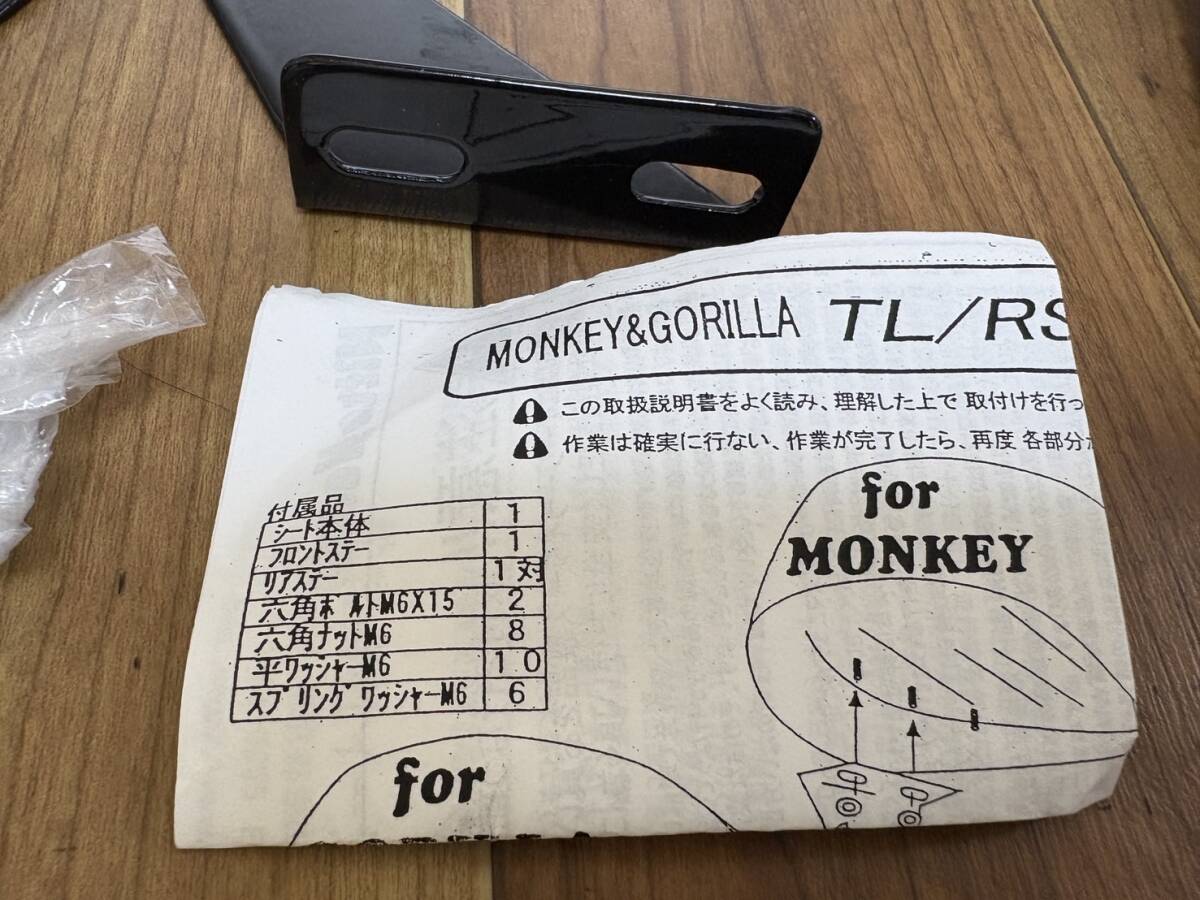 MONKEY&GORILLA TL/RS
この取扱説明書をよく読み、理解した上で 取付けを行っ
作業は確実に行ない、作業が完了したら、再度 各部分
for
MONKEY
付属品
シート本体 1
フロントステー 1
リアステー 1対
六角ボルトM6X15 2
六角ナットM6 8
平ワッシャーM6 10
スプリングワッシャーM6 6
for